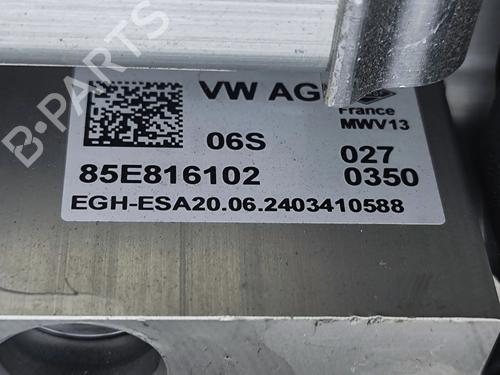 VW AG
France
MWV13
06S
027
85E816102
0350
EGH-ESA20.06.2403410588
B-PARTS